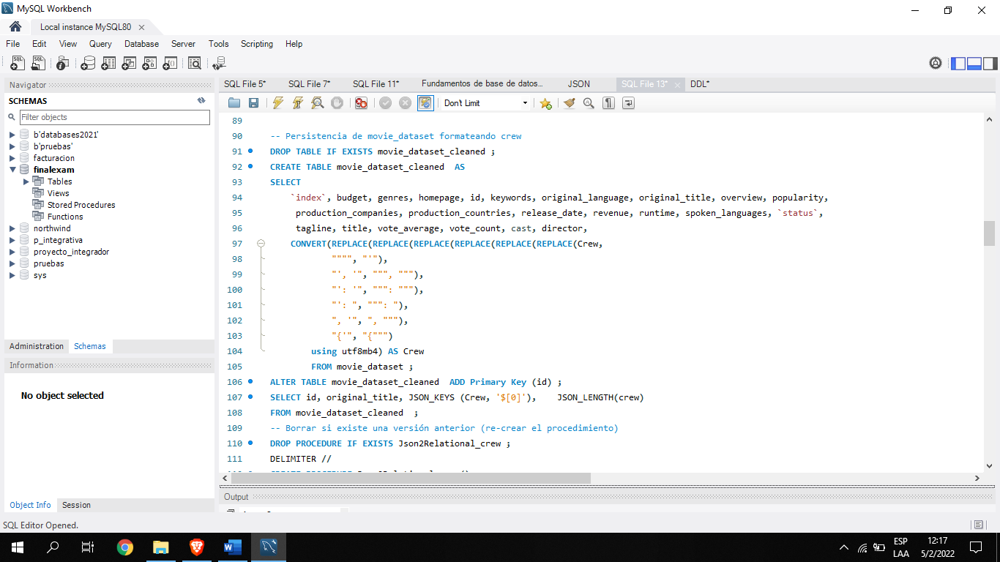 MySQL Workbench
Local instance MySQL80
File Edit View Query Database Server Tools Scripting Help
Navigator
SCHEMAS
Filter objects
b'databases2021'
b'pruebas'
facturacion
finalexam
Tables
Views
Stored Procedures
Functions
northwind
p_integrativa
proyecto_integrador
pruebas
sys
Administration Schemas
Information
No object selected
Object Info Session
SQL File 5* SQL File 7* SQL File 11* Fundamentos de base de datos... JSON SQL File 13* DDL*
Don't Limit
89
90 -- Persistencia de movie_dataset formateando crew
91 DROP TABLE IF EXISTS movie_dataset_cleaned ;
92 CREATE TABLE movie_dataset_cleaned AS
93 SELECT
94 `index`, budget, genres, homepage, id, keywords, original_language, original_title, overview, popularity,
95 production_companies, production_countries, release_date, revenue, runtime, spoken_languages, `status`,
96 tagline, title, vote_average, vote_count, cast, director,
97 CONVERT(REPLACE(REPLACE(REPLACE(REPLACE(REPLACE(REPLACE(Crew,
98 """", "'"),
99 "', '", """, """),
100 "': '", """: """),
101 "': ", """: "),
102 ", '", ", """),
103 "{'", "{""")
104 using utf8mb4) AS Crew
105 FROM movie_dataset ;
106 ALTER TABLE movie_dataset_cleaned ADD Primary Key (id) ;
107 SELECT id, original_title, JSON_KEYS (Crew, '$[0]'), JSON_LENGTH(crew)
108 FROM movie_dataset_cleaned ;
109 -- Borrar si existe una versión anterior (re-crear el procedimiento)
110 DROP PROCEDURE IF EXISTS Json2Relational_crew ;
111 DELIMITER //
Output
SQL Editor Opened.
ESP
LAA
12:17
5/2/2022